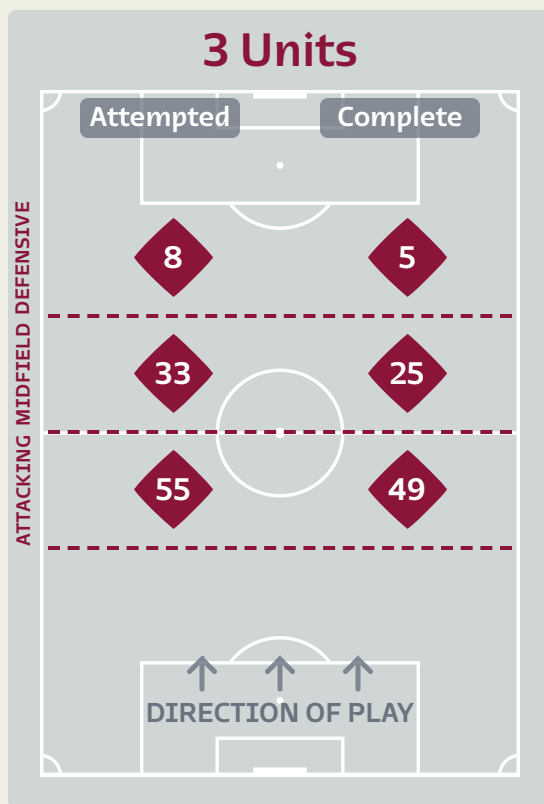 3 Units
Attempted Complete
8 5
33 25
55 49
ATTACKING MIDFIELD DEFENSIVE
DIRECTION OF PLAY